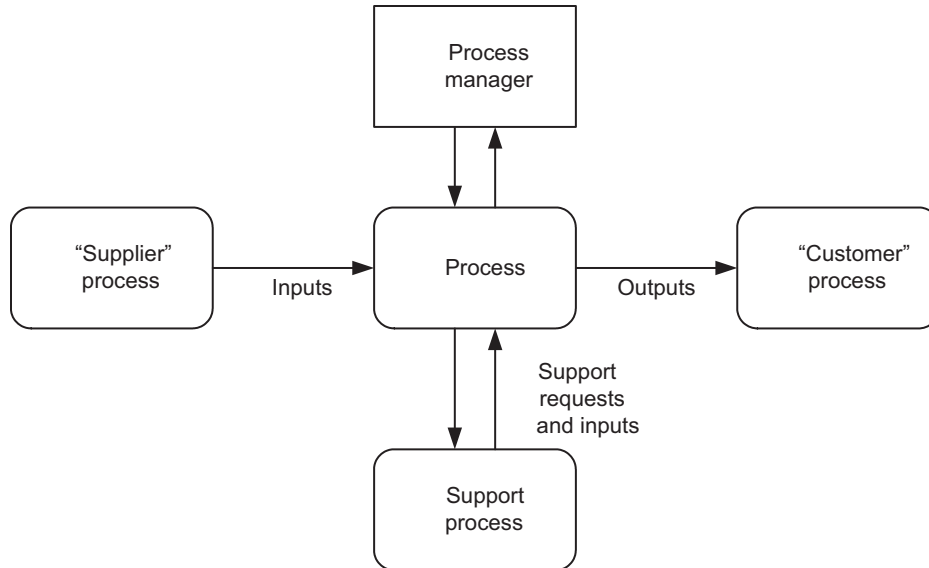 Process
manager
“Supplier”
process
Inputs
Process
Outputs
“Customer”
process
Support
requests
and inputs
Support
process